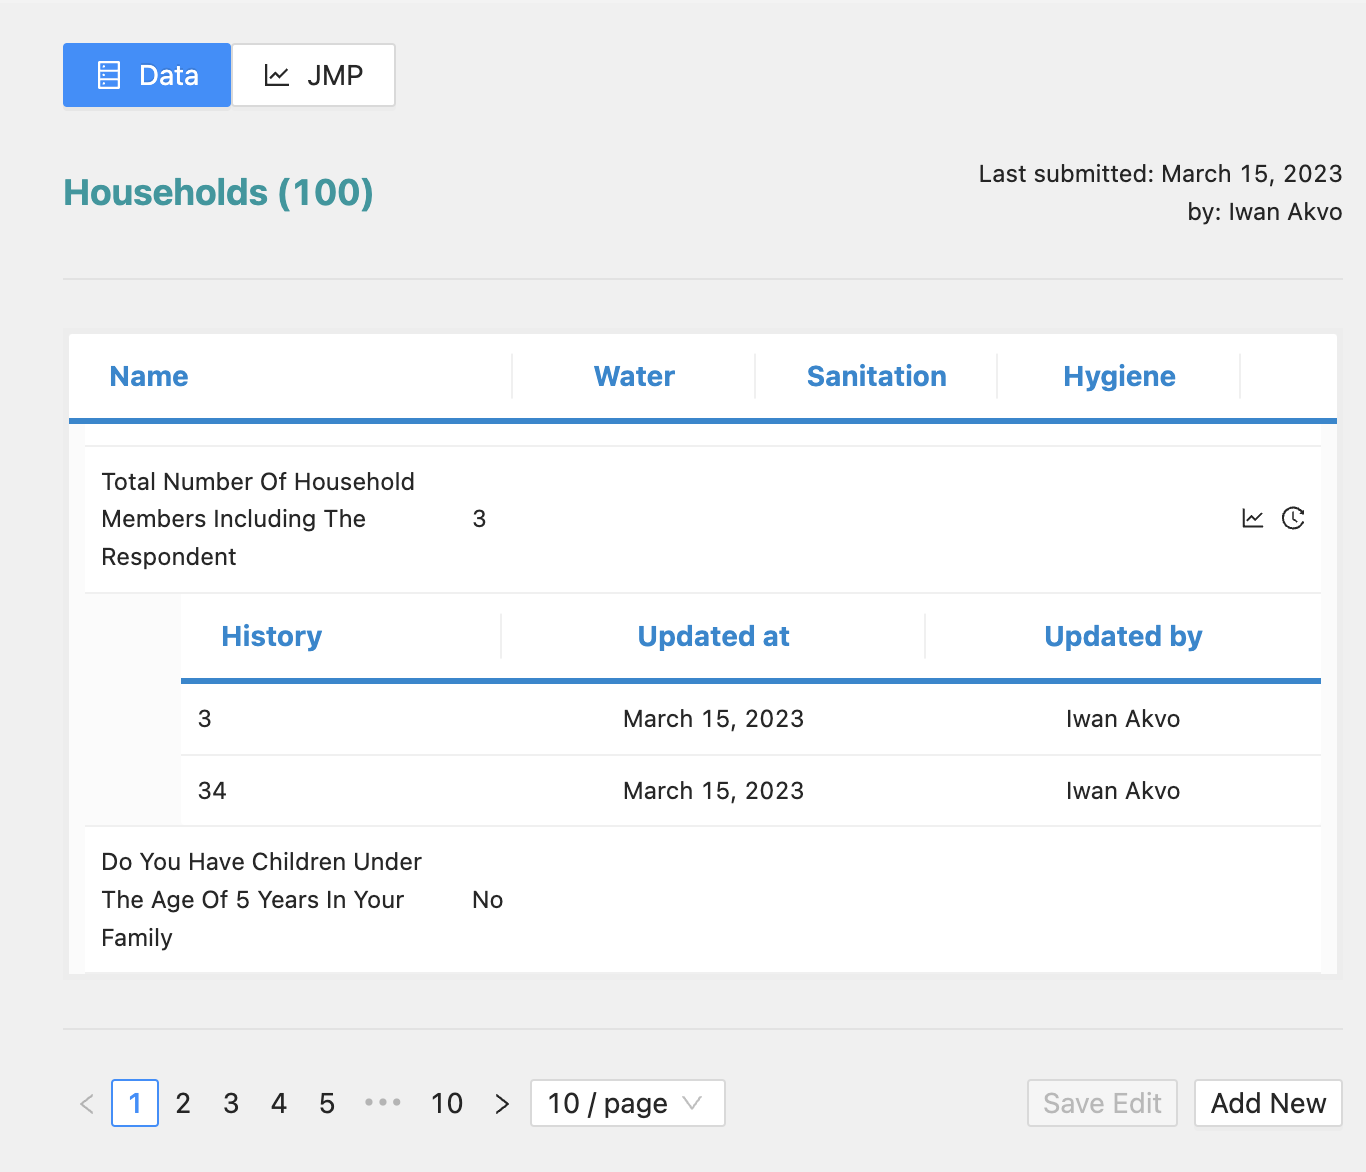 Data JMP
Households (100)
Last submitted: March 15, 2023
by: Iwan Akvo
Name Water Sanitation Hygiene
Total Number Of Household
Members Including The
Respondent
3
History Updated at Updated by
3 March 15, 2023 Iwan Akvo
34 March 15, 2023 Iwan Akvo
Do You Have Children Under
The Age Of 5 Years In Your
Family
No
< 1 2 3 4 5 ••• 10 > 10 / page Save Edit Add New